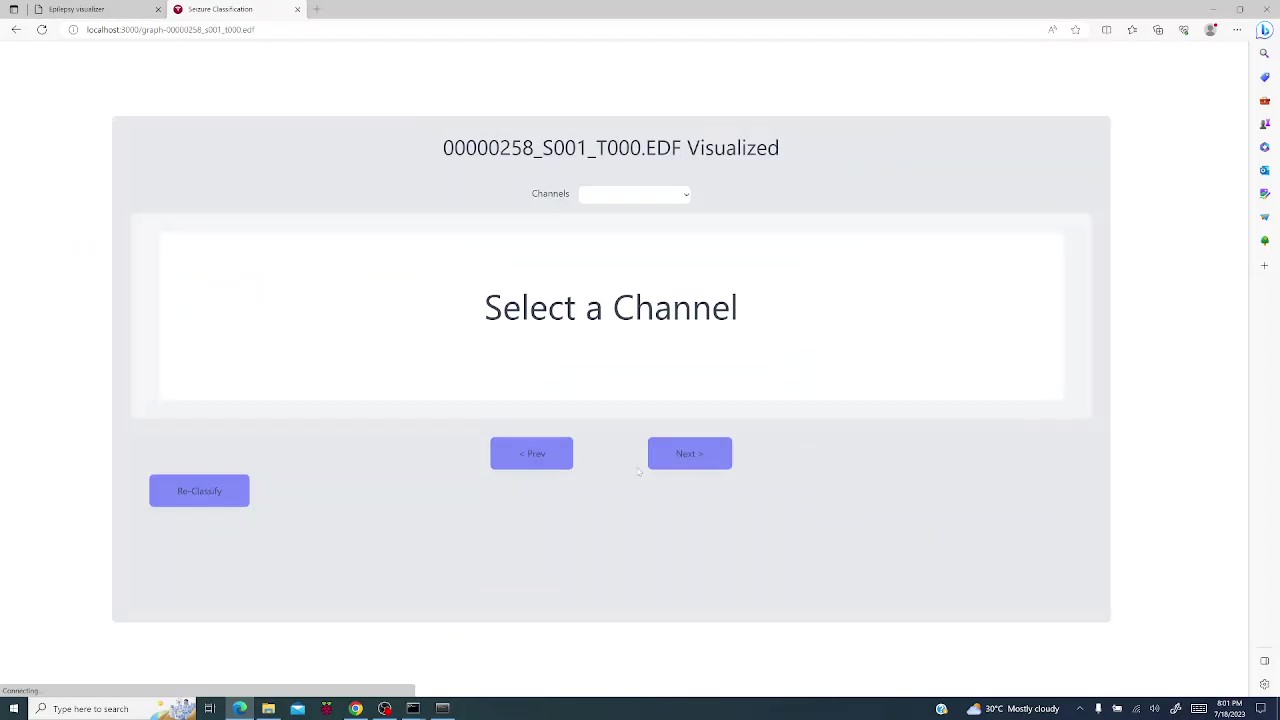 Epilepsy visualizer
Seizure Classification
localhost:3000/graph-00000258_s001_t000.edf
00000258_S001_T000.EDF Visualized
Channels
Select a Channel
< Prev
Next >
Re-Classify
Connecting...
Type here to search
30°C Mostly cloudy
8:01 PM
7/18/2023